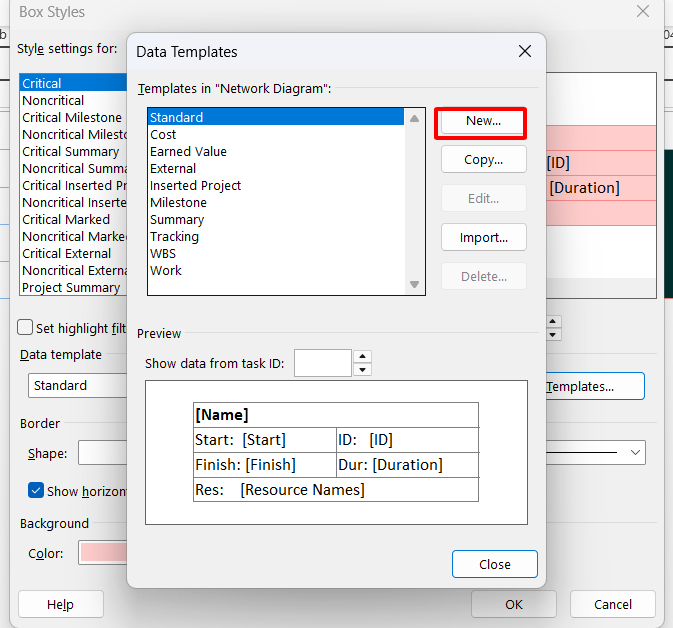 Box Styles
Style settings for:
Critical
Noncritical
Critical Milestone
Noncritical Milesto
Critical Summary
Noncritical Summa
Critical Inserted Pr
Noncritical Inserte
Critical Marked
Noncritical Marked
Critical External
Noncritical Externa
Project Summary
Set highlight filt
Data template
Standard
Border
Shape:
Show horizon
Background
Color:
Help
Data Templates
Templates in "Network Diagram":
Standard
Cost
Earned Value
External
Inserted Project
Milestone
Summary
Tracking
WBS
Work
New...
Copy...
Edit...
Import...
Delete...
Preview
Show data from task ID:
[Name]
Start: [Start] ID: [ID]
Finish: [Finish] Dur: [Duration]
Res: [Resource Names]
Close
[ID]
[Duration]
Templates...
OK
Cancel